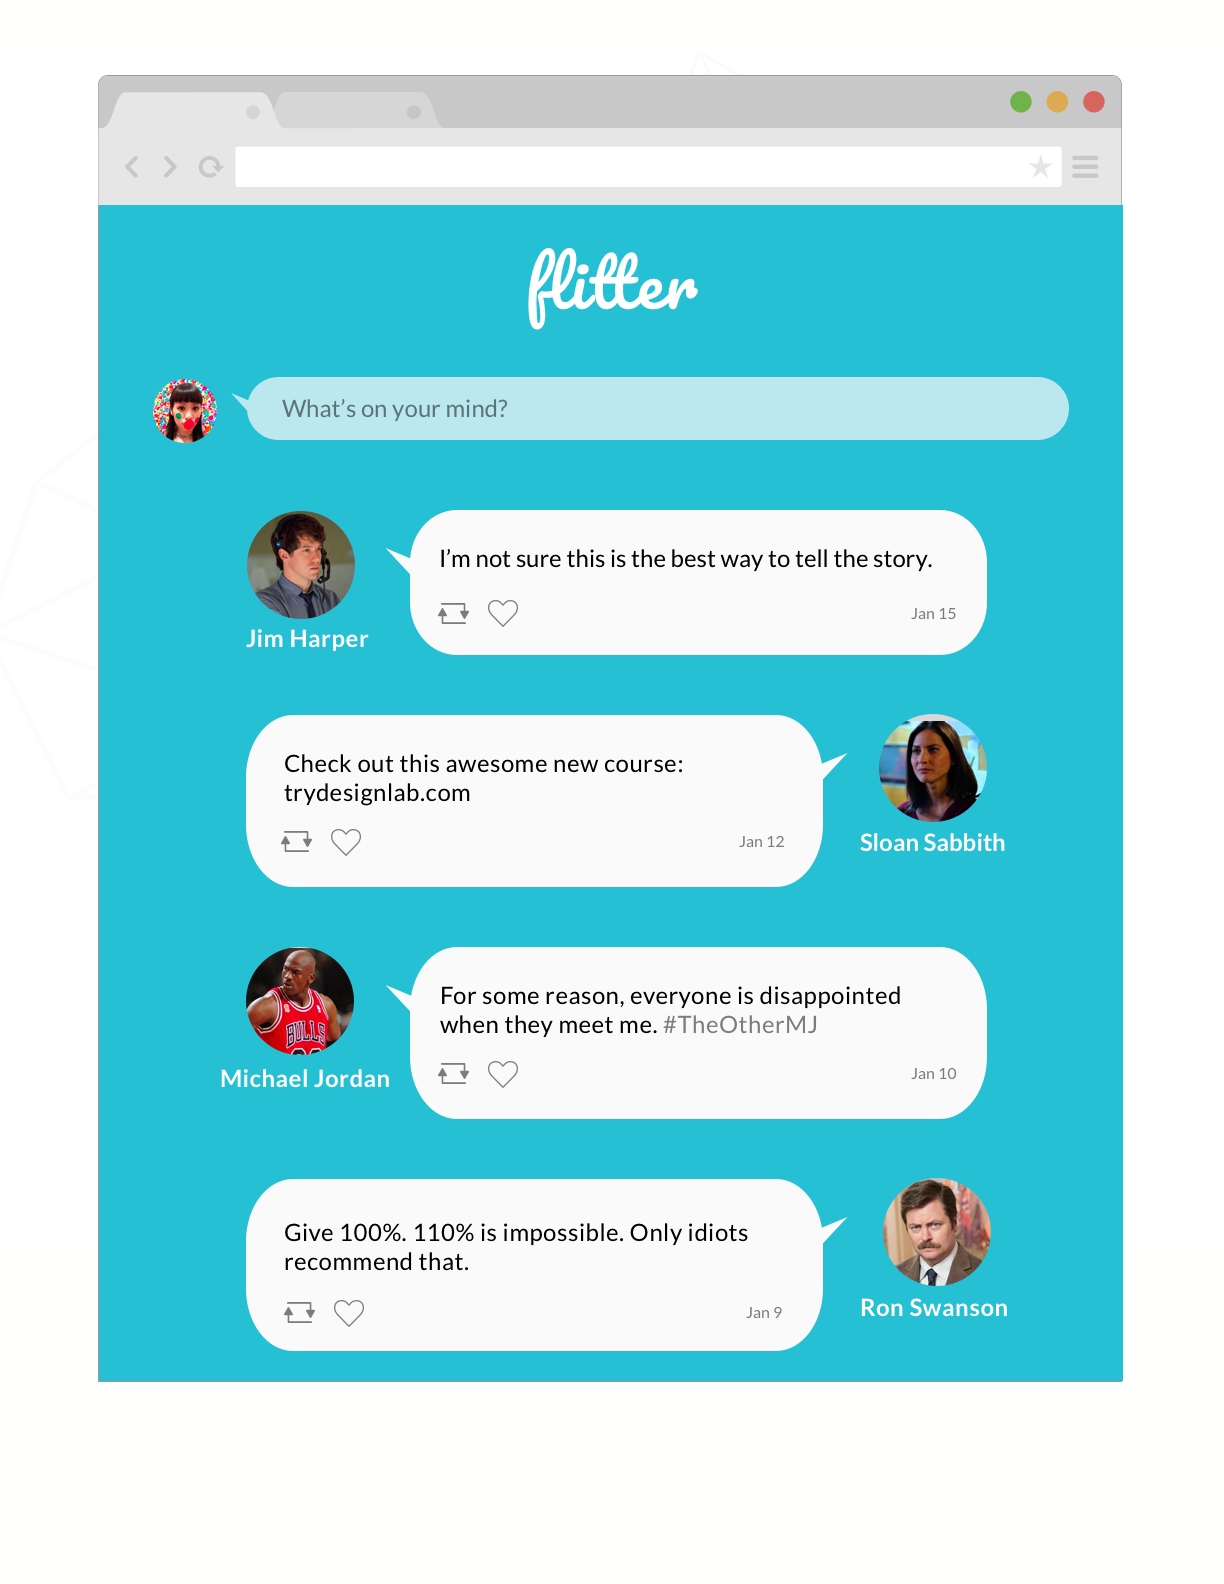 flitter
What’s on your mind?
I’m not sure this is the best way to tell the story.
Jan 15
Jim Harper
Check out this awesome new course:
trydesignlab.com
Jan 12
Sloan Sabbith
For some reason, everyone is disappointed
when they meet me. #TheOtherMJ
Jan 10
BULLS
Michael Jordan
Give 100%. 110% is impossible. Only idiots
recommend that.
Jan 9
Ron Swanson